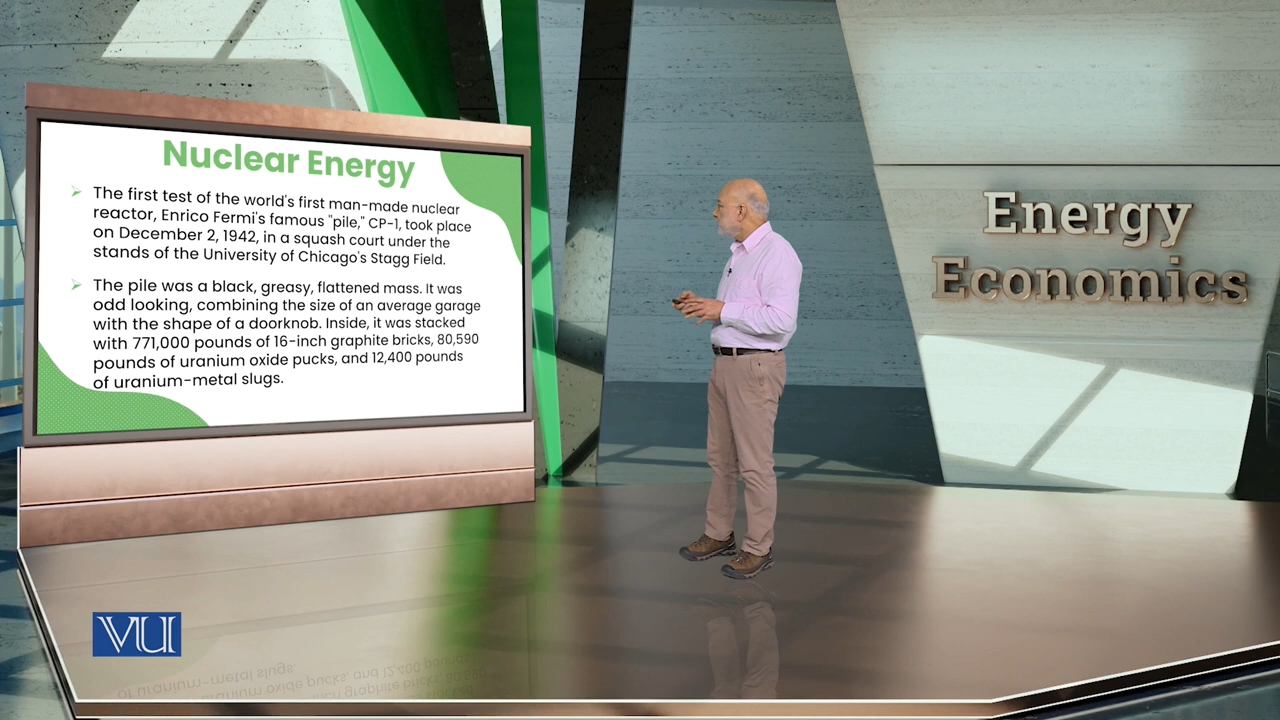 Nuclear Energy
The first test of the world's first man-made nuclear
reactor, Enrico Fermi's famous "pile," CP-1, took place
on December 2, 1942, in a squash court under the
stands of the University of Chicago's Stagg Field.
The pile was a black, greasy, flattened mass. It was
odd looking, combining the size of an average garage
with the shape of a doorknob. Inside, it was stacked
with 771,000 pounds of 16-inch graphite bricks, 80,590
pounds of uranium oxide pucks, and 12,400 pounds
of uranium-metal slugs.
Energy
Economics
VU